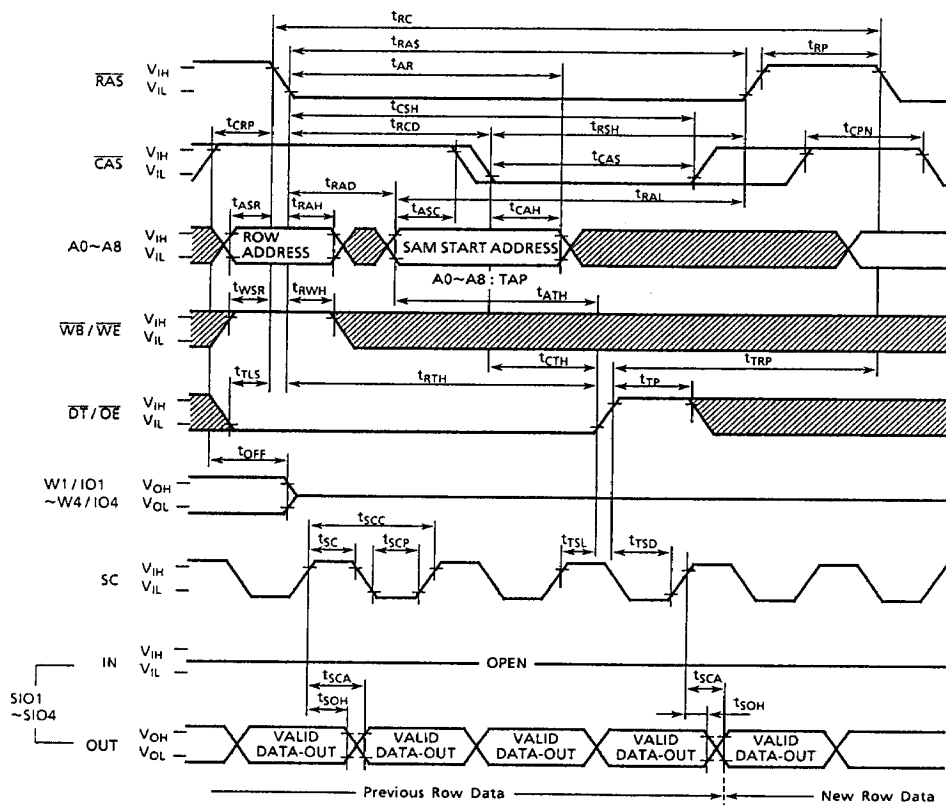 tRC
tRAS
tRP
tAR
RAS VIH
VIL
tCSH
tCRP
tRCD
tRSH
tCPN
CAS VIH
VIL
tCAS
tRAD
tRAL
tASR
tRAH
tASC
tCAH
A0~A8 VIH
VIL
ROW
ADDRESS
SAM START ADDRESS
A0~A8 : TAP
tWSR
tRWH
tATH
WB / WE VIH
VIL
tCTH
tTRP
tTLS
tRTH
tTP
DT / OE VIH
VIL
tOFF
W1 / IO1
~W4 / IO4
VOH
VOL
tSCC
tSC
tSCP
tTSL
tTSD
SC VIH
VIL
IN VIH
VIL
OPEN
SIO1
~SIO4
tSCA
tSCA
tSOH
tSOH
OUT VOH
VOL
VALID
DATA-OUT
VALID
DATA-OUT
VALID
DATA-OUT
VALID
DATA-OUT
VALID
DATA-OUT
Previous Row Data
New Row Data